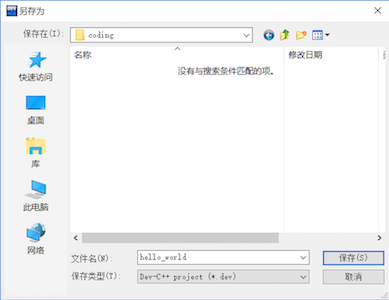 另存为
保存在(I):
coding
名称
修改日期
没有与搜索条件匹配的项。
快速访问
桌面
库
此电脑
网络
文件名(N):
hello_world
保存(S)
保存类型(T):
Dev-C++ project (*.dev)
取消